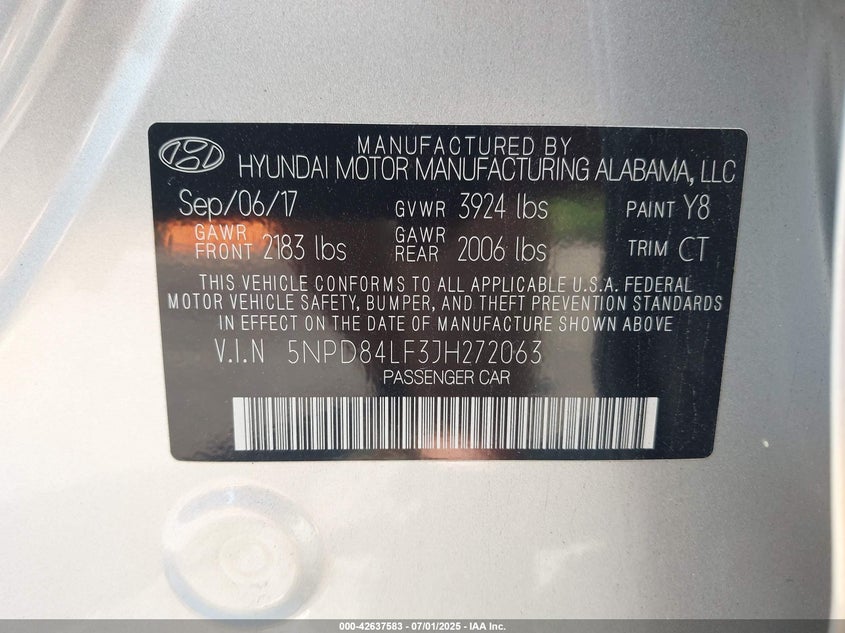 MANUFACTURED BY
HYUNDAI MOTOR MANUFACTURING ALABAMA, LLC
Sep/06/17 GVWR 3924 lbs PAINT Y8
GAWR FRONT 2183 lbs GAWR REAR 2006 lbs TRIM CT
THIS VEHICLE CONFORMS TO ALL APPLICABLE U.S.A. FEDERAL
MOTOR VEHICLE SAFETY, BUMPER, AND THEFT PREVENTION STANDARDS
IN EFFECT ON THE DATE OF MANUFACTURE SHOWN ABOVE
V.I.N 5NPD84LF3JH272063
PASSENGER CAR
000-42637583 - 07/01/2025 - IAA Inc.